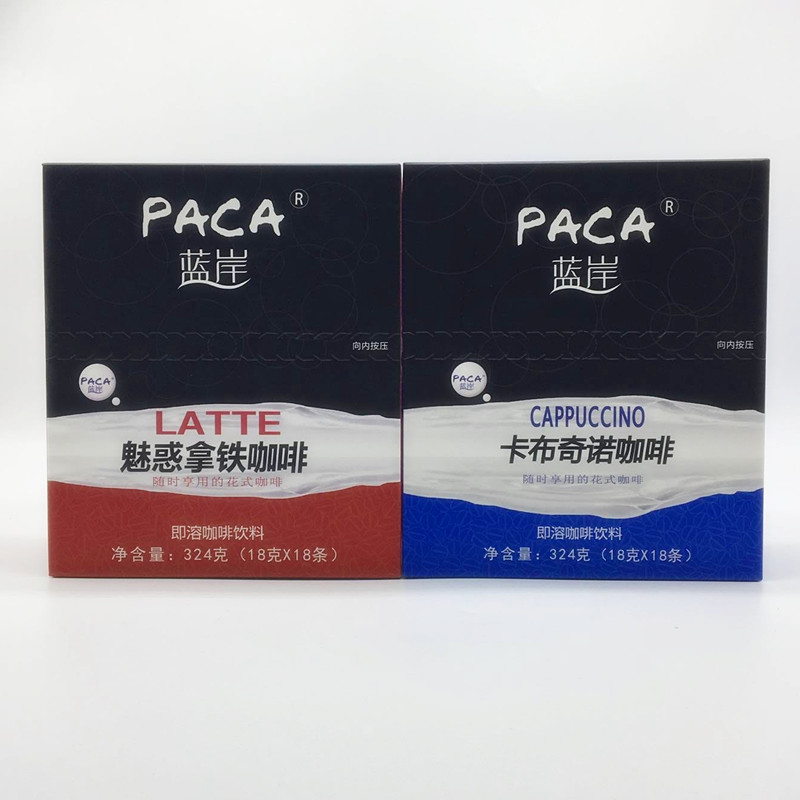 PACA®
蓝岸
向内按压
PACA®
蓝岸
LATTE
魅惑拿铁咖啡
随时享用的花式咖啡
即溶咖啡饮料
净含量：324克（18克X18条）
PACA®
蓝岸
向内按压
PACA®
蓝岸
CAPPUCCINO
卡布奇诺咖啡
随时享用的花式咖啡
即溶咖啡饮料
净含量：324克（18克X18条）